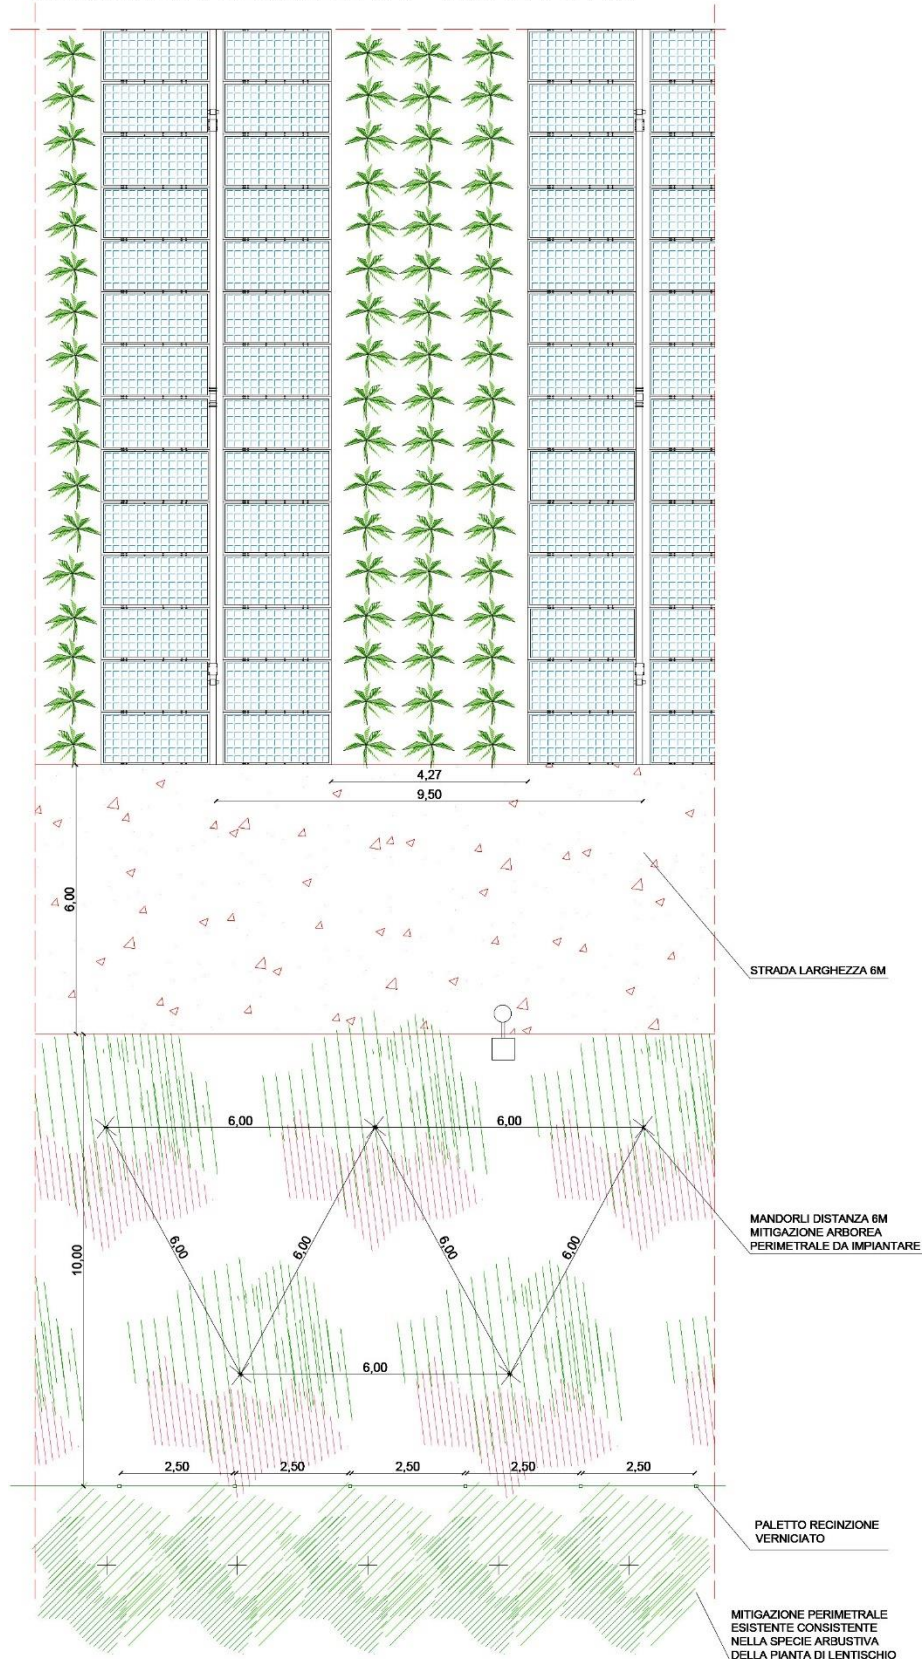 4,27
9,50
6,00
STRADA LARGHEZZA 6M
6,00
6,00
6,00
6,00
6,00
6,00
MANDORLI DISTANZA 6M
MITIGAZIONE ARBOREA
PERIMETRALE DA IMPIANTARE
10,00
6,00
2,50
2,50
2,50
2,50
2,50
PALETTO RECINZIONE
VERNICIATO
MITIGAZIONE PERIMETRALE
ESISTENTE CONSISTENTE
NELLA SPECIE ARBUSTIVA
DELLA PIANTA DI LENTISCHIO